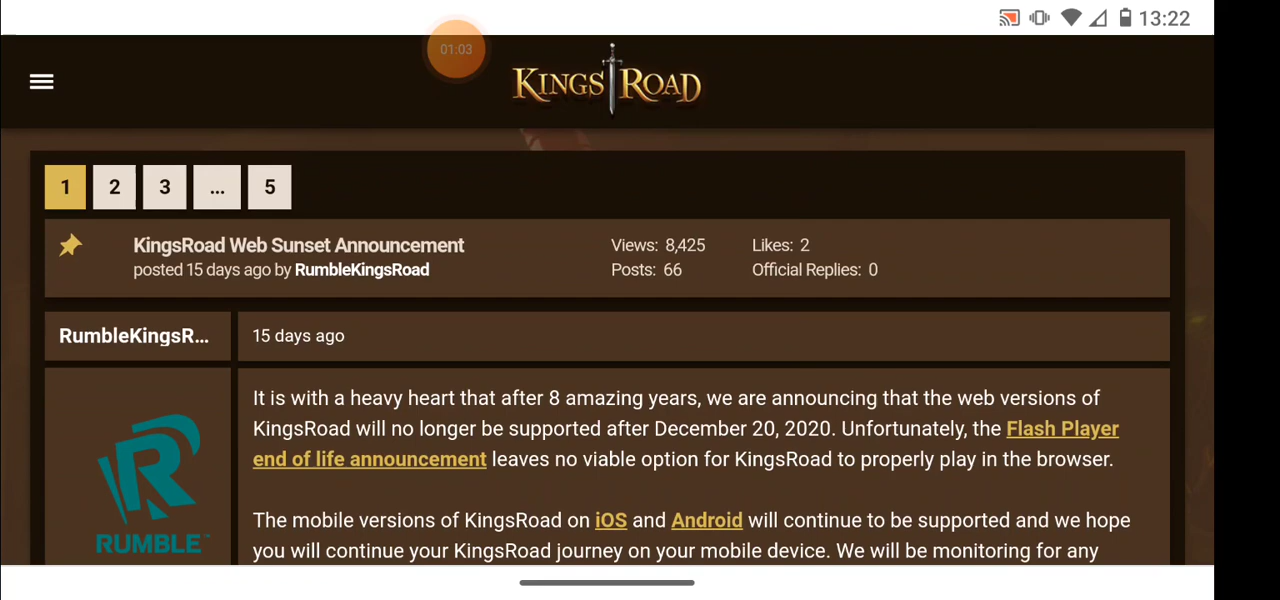 13:22
01:03
KINGSROAD
1 2 3 ... 5
KingsRoad Web Sunset Announcement
Views: 8,425
Likes: 2
posted 15 days ago by RumbleKingsRoad
Posts: 66
Official Replies: 0
RumbleKingsR...
15 days ago
It is with a heavy heart that after 8 amazing years, we are announcing that the web versions of
KingsRoad will no longer be supported after December 20, 2020. Unfortunately, the Flash Player
end of life announcement leaves no viable option for KingsRoad to properly play in the browser.
The mobile versions of KingsRoad on iOS and Android will continue to be supported and we hope
you will continue your KingsRoad journey on your mobile device. We will be monitoring for any
RUMBLE™